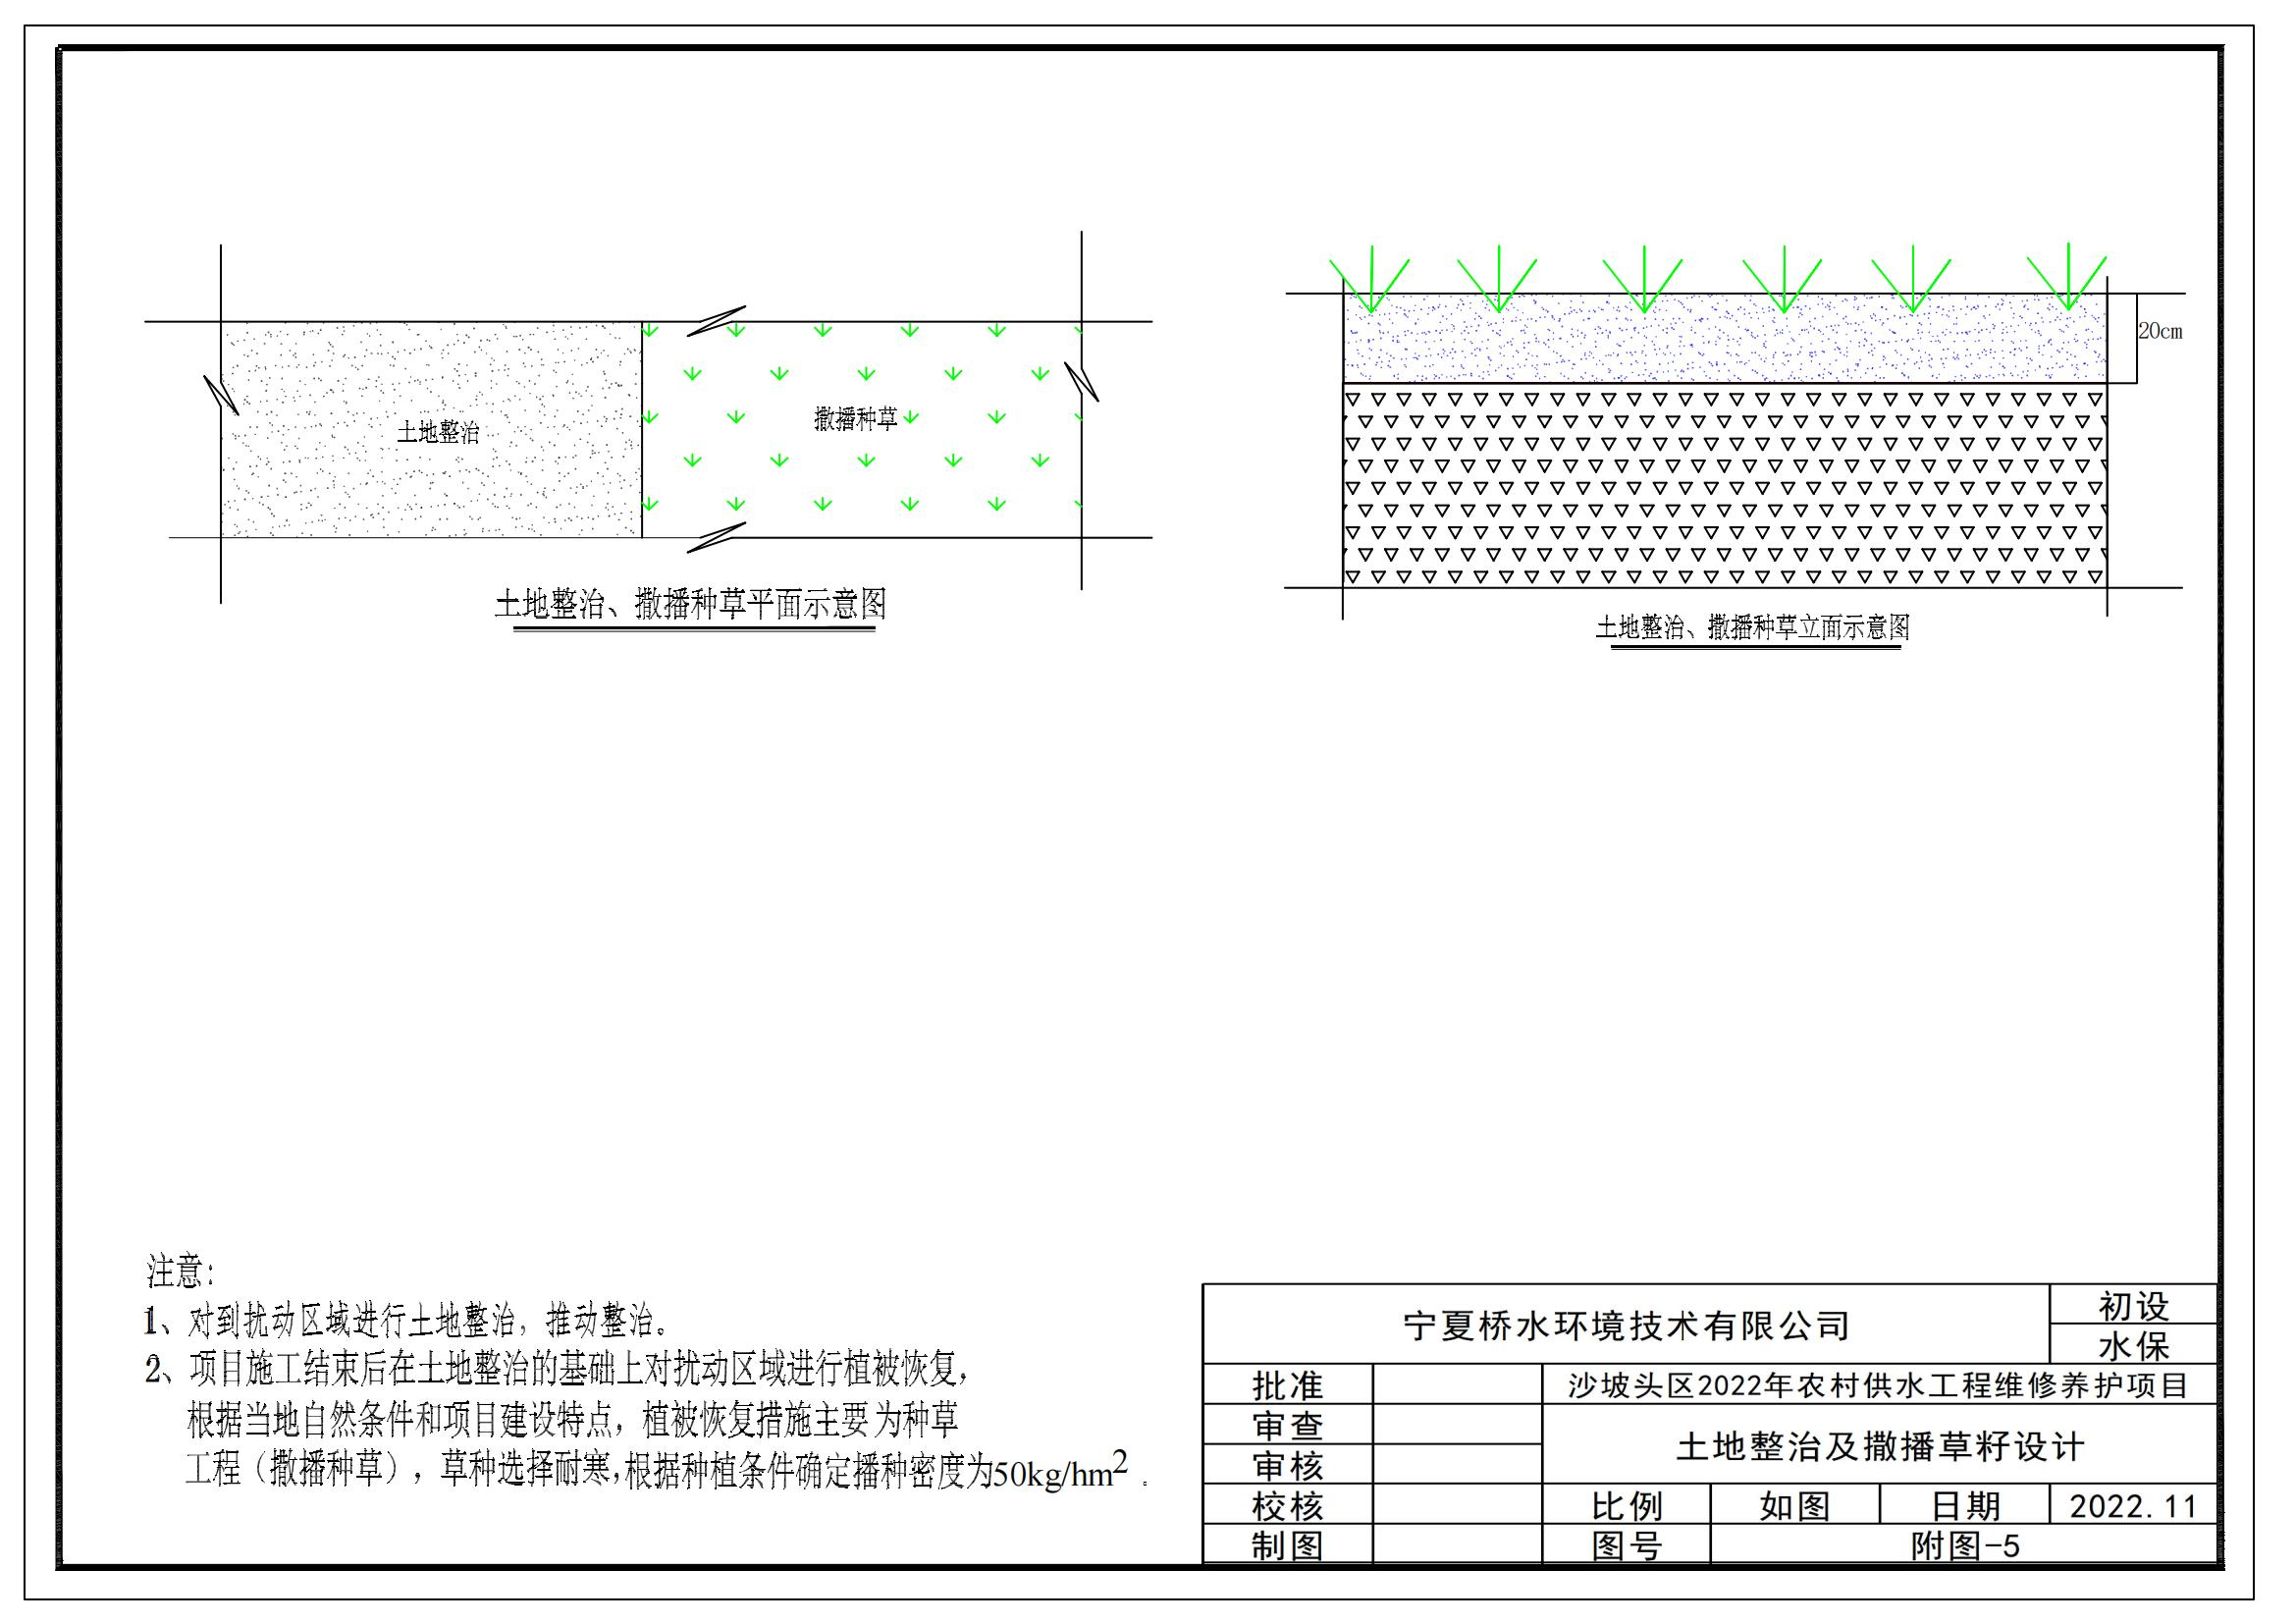 20cm
土地整治
撒播种草
土地整治、撒播种草平面示意图
土地整治、撒播种草立面示意图
注意:
1、对到扰动区域进行土地整治，推动整治。
2、项目施工结束后在土地整治的基础上对扰动区域进行植被恢复，
根据当地自然条件和项目建设特点，植被恢复措施主要为种草
工程（撒播种草），草种选择耐寒,根据种植条件确定播种密度为50kg/hm2。
宁夏桥水环境技术有限公司
初设
水保
批准
沙坡头区2022年农村供水工程维修养护项目
审查
土地整治及撒播草籽设计
审核
校核
比例
如图
日期
2022.11
制图
图号
附图-5